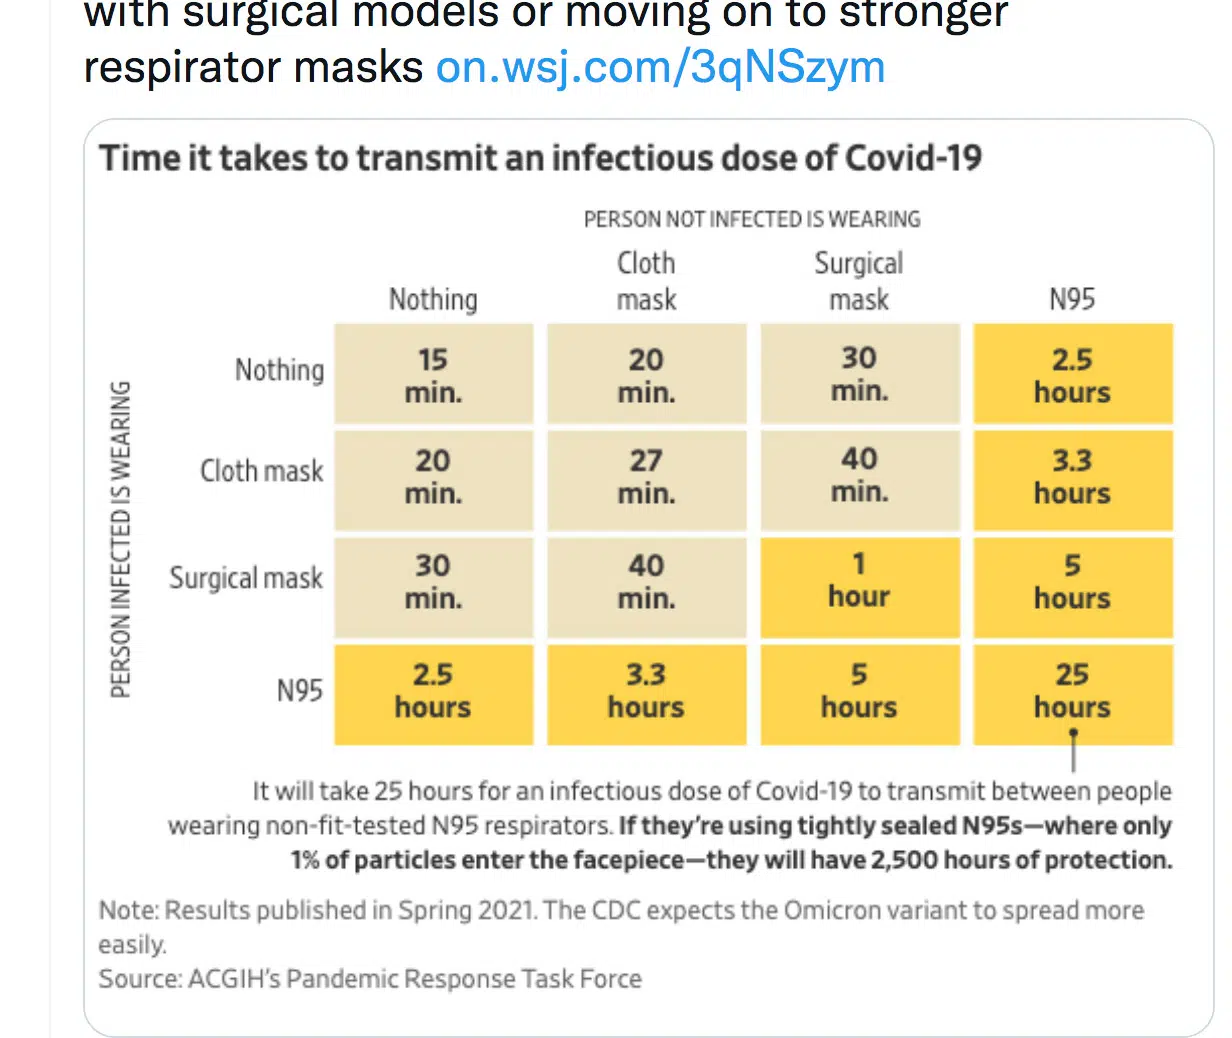 with surgical models or moving on to stronger
respirator masks on.wsj.com/3qNSzym
Time it takes to transmit an infectious dose of Covid-19
PERSON NOT INFECTED IS WEARING
Nothing
Cloth
mask
Surgical
mask
N95
PERSON INFECTED IS WEARING
Nothing
15
min.
20
min.
30
min.
2.5
hours
Cloth mask
20
min.
27
min.
40
min.
3.3
hours
Surgical mask
30
min.
40
min.
1
hour
5
hours
N95
2.5
hours
3.3
hours
5
hours
25
hours
It will take 25 hours for an infectious dose of Covid-19 to transmit between people
wearing non-fit-tested N95 respirators. If they're using tightly sealed N95s—where only
1% of particles enter the facepiece—they will have 2,500 hours of protection.
Note: Results published in Spring 2021. The CDC expects the Omicron variant to spread more
easily.
Source: ACGIH's Pandemic Response Task Force